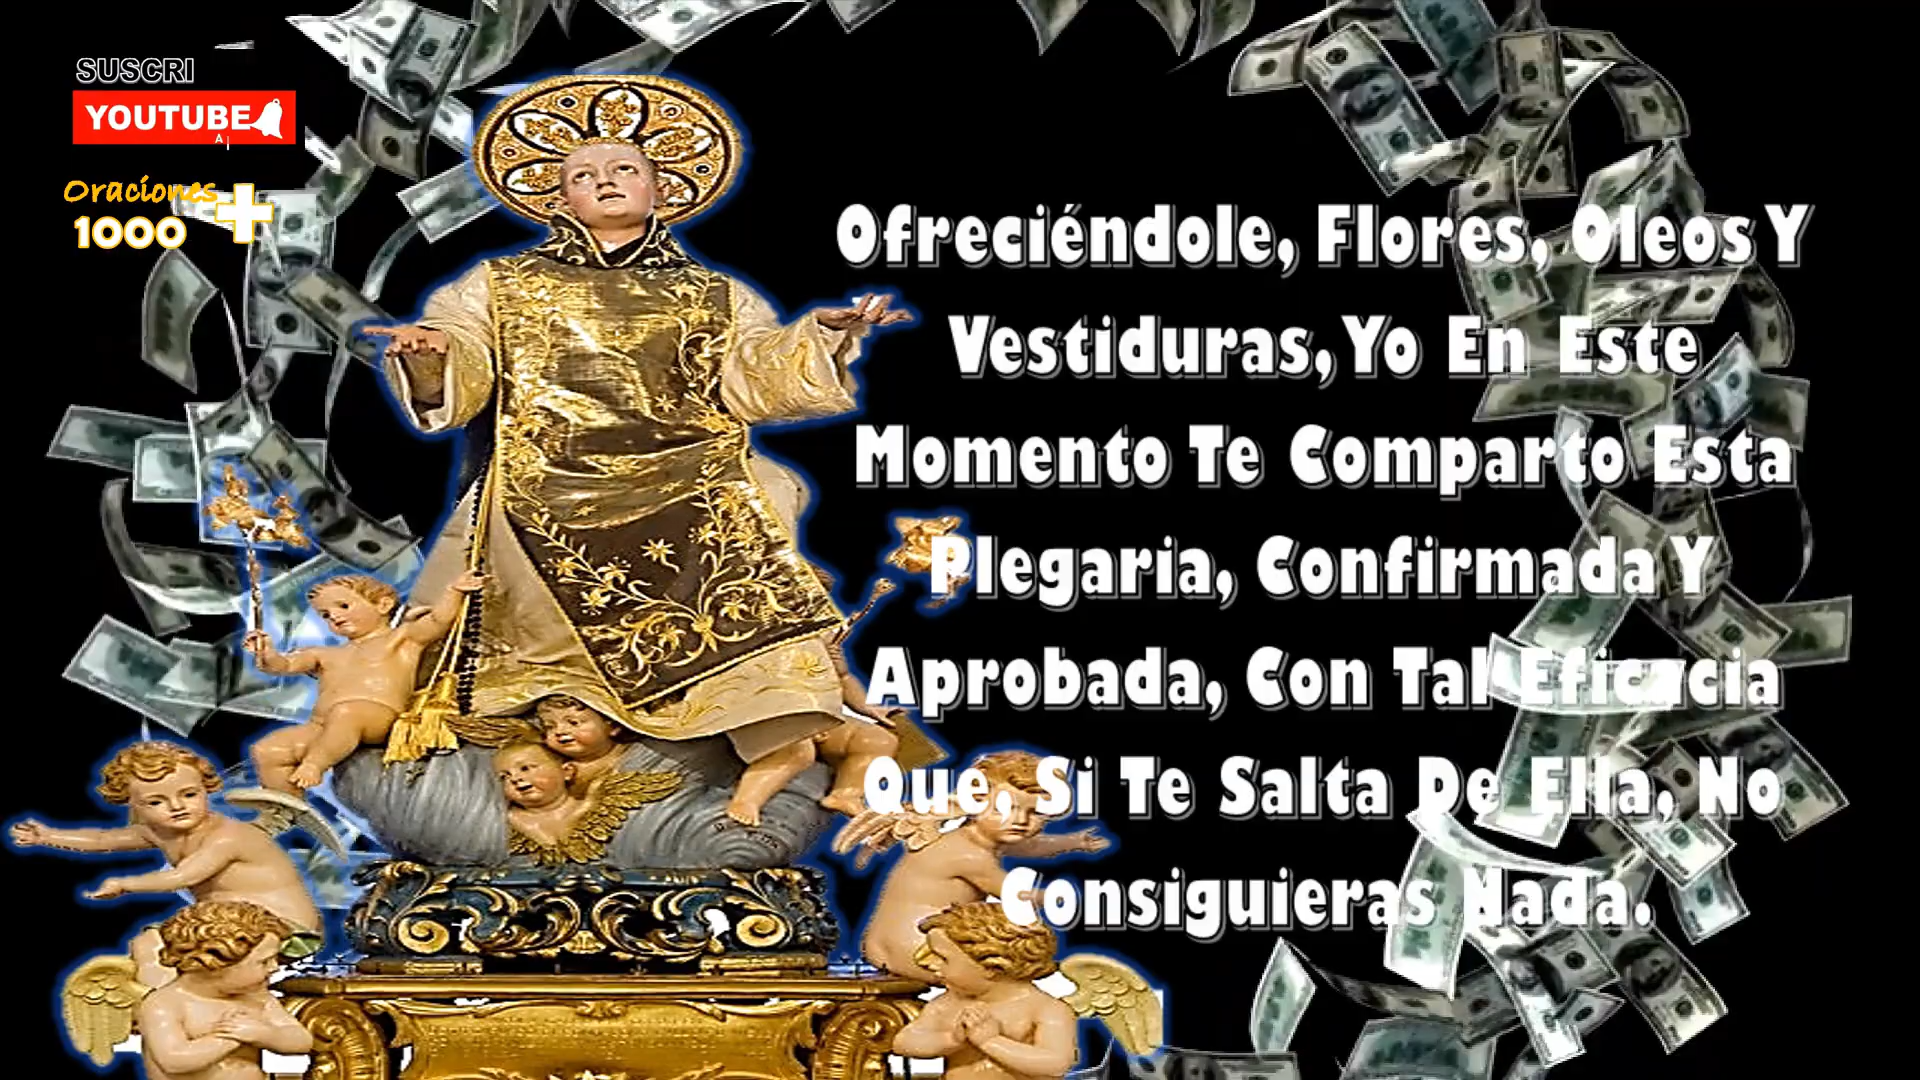 SUSCRI
YOUTUBE
A
Oraciones
1000
Ofreciéndole, Flores, Oleos Y
Vestiduras, Yo En Este
Momento Te Comparto Esta
Plegaria, Confirmada Y
Aprobada, Con Tal Eficacia
Que, Si Te Salta De Ella, No
Consiguieras Nada.